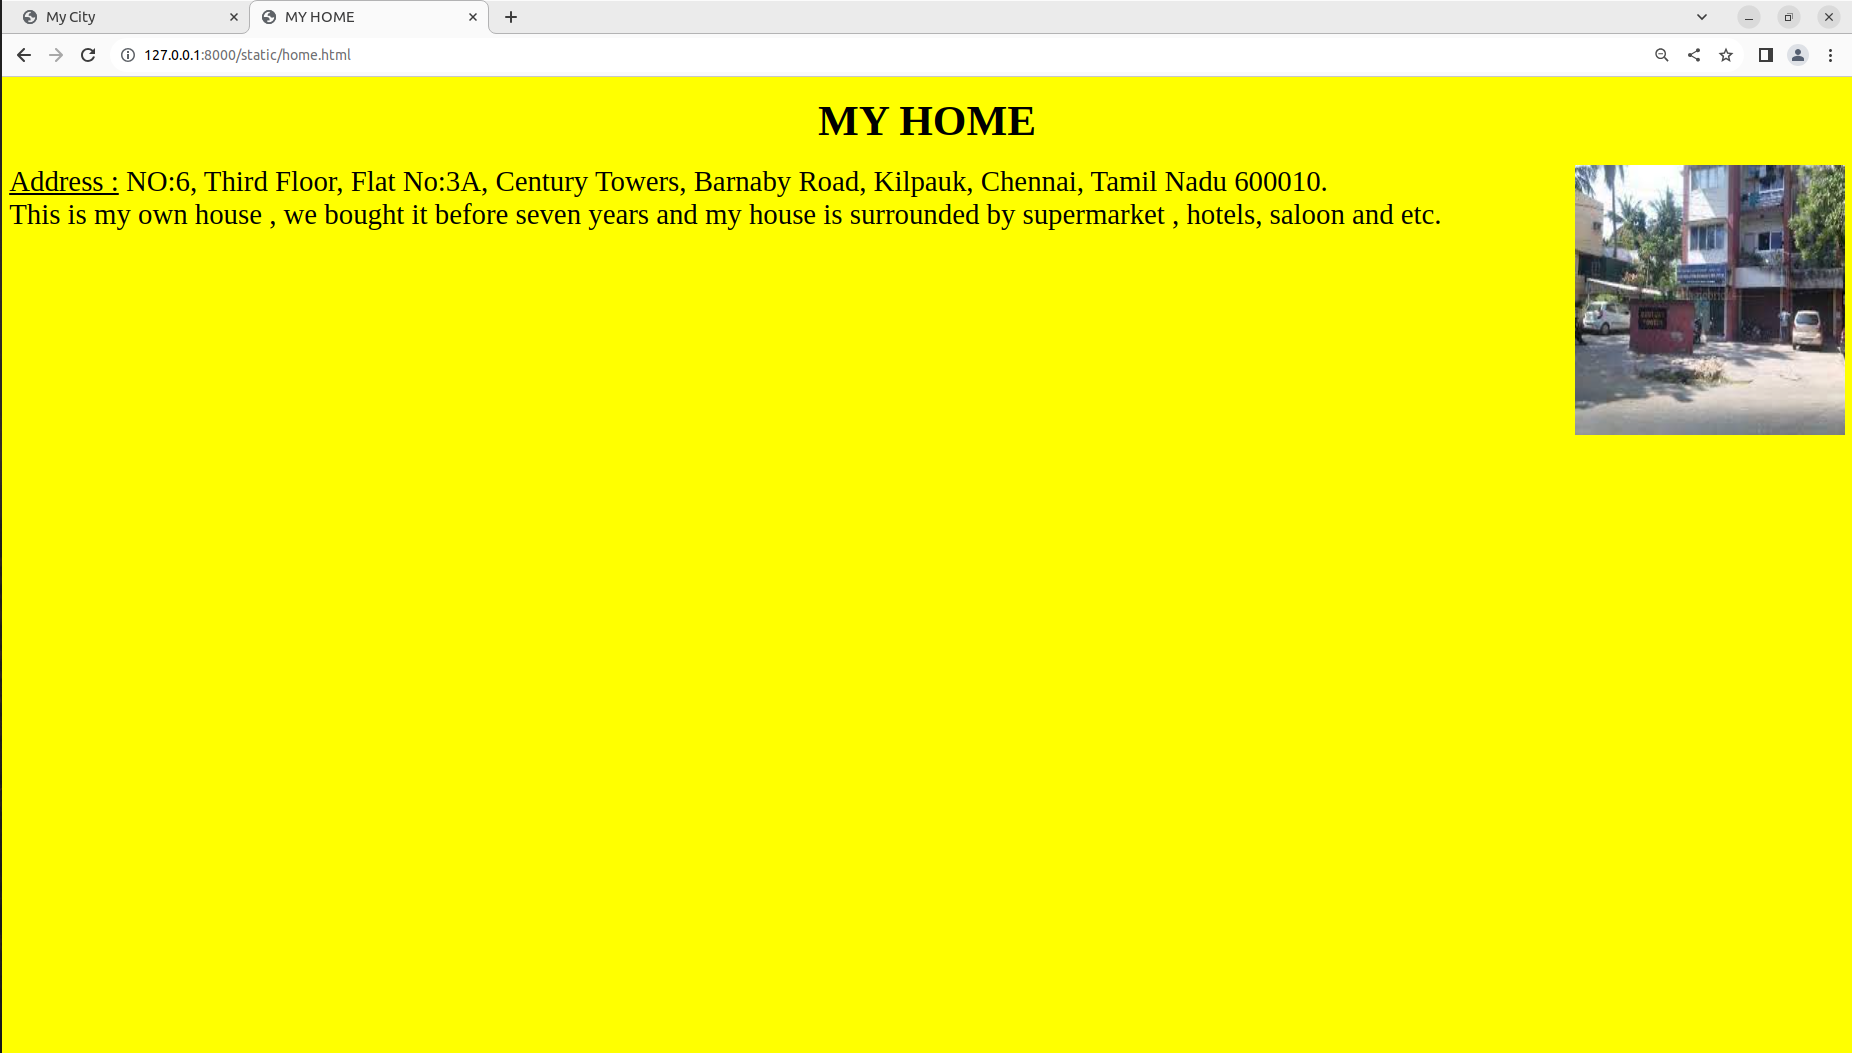 My City
MY HOME
127.0.0.1:8000/static/home.html
MY HOME
Address : NO:6, Third Floor, Flat No:3A, Century Towers, Barnaby Road, Kilpauk, Chennai, Tamil Nadu 600010.
This is my own house , we bought it before seven years and my house is surrounded by supermarket , hotels, saloon and etc.